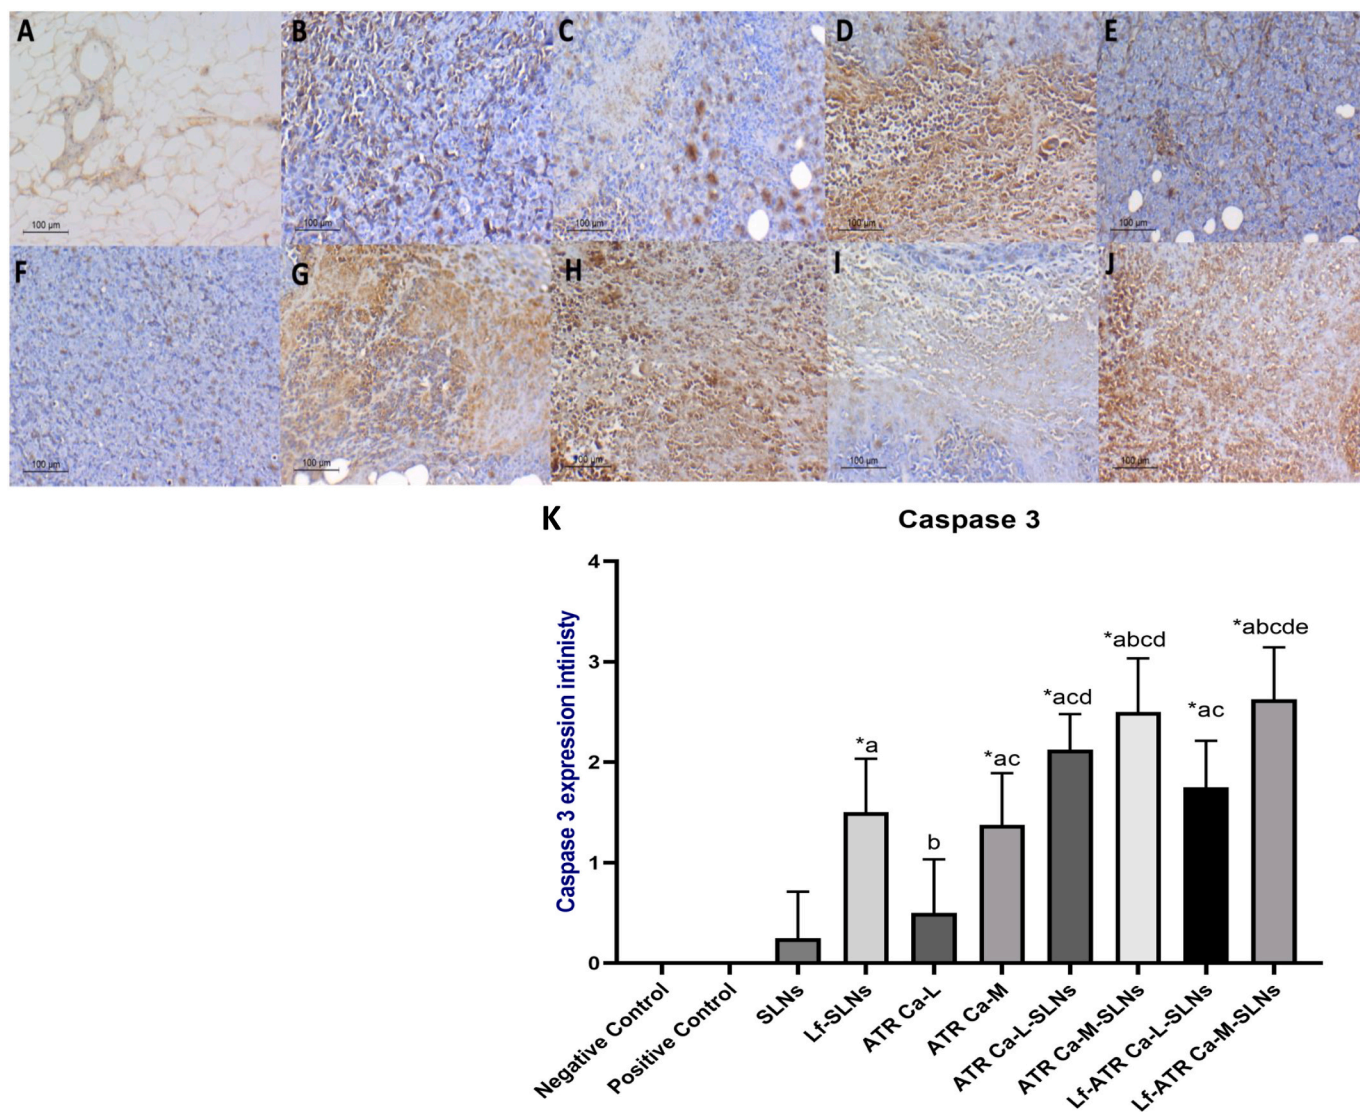 A B C D E
100 µm 100 µm 100 µm 100 µm 100 µm
F G H I J
100 µm 100 µm 100 µm 100 µm 100 µm
K
Caspase 3
Caspase 3 expression intinisty
4
3
2
1
0
*a
b
*ac
*acd
*abcd
*ac
*abcde
Negative Control
Positive Control
SLNs
Lf-SLNs
ATR Ca-L
ATR Ca-M
ATR Ca-L-SLNs
ATR Ca-M-SLNs
Lf-ATR Ca-L-SLNs
Lf-ATR Ca-M-SLNs